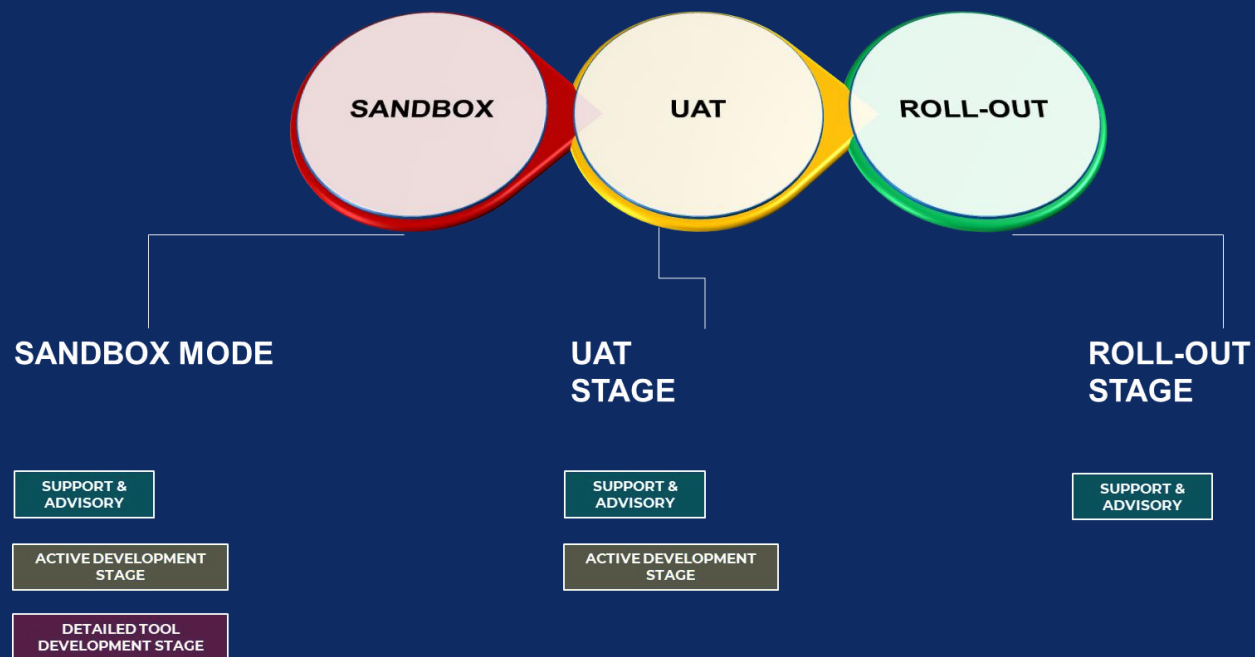 SANDBOX
UAT
ROLL-OUT
SANDBOX MODE
UAT
STAGE
ROLL-OUT
STAGE
SUPPORT &
ADVISORY
SUPPORT &
ADVISORY
SUPPORT &
ADVISORY
ACTIVE DEVELOPMENT
STAGE
ACTIVE DEVELOPMENT
STAGE
DETAILED TOOL
DEVELOPMENT STAGE